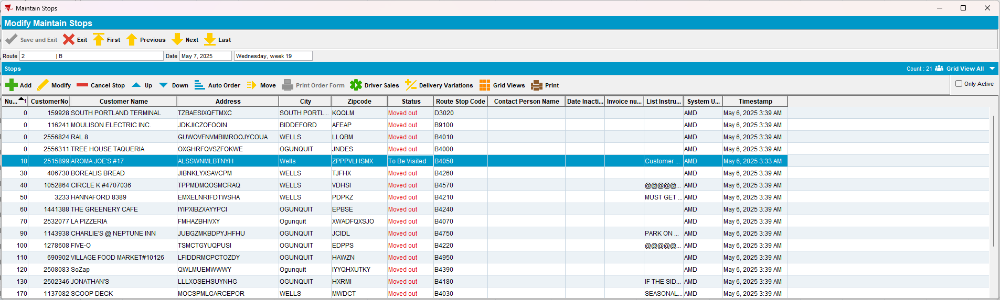 Maintain Stops
Modify Maintain Stops
Save and Exit Exit First Previous Next Last
Route 2 | B Date May 7, 2025 Wednesday, week 19
Stops Count : 21 Grid View All
Add Modify Cancel Stop Up Down Auto Order Move Print Order Form Driver Sales Delivery Variations Grid Views Print Only Active
Nu... 1 CustomerNo Customer Name Address City Zipcode Status Route Stop Code Contact Person Name Date Inacti... Invoice nu... List Instru... System U... Timestamp
0 159928 SOUTH PORTLAND TERMINAL TZBAESIXQFTMXC SOUTH PORTL... KQQLM Moved out D3020 AMD May 6, 2025 3:39 AM
0 116241 MOULISON ELECTRIC INC. JDKJICZOFOOIN BIDDEFORD AFEAP Moved out B9100 AMD May 6, 2025 3:39 AM
0 2556824 RAL 8 GUWOVFNVMBIMROOJYCOUA WELLS LLQBM Moved out B4010 AMD May 6, 2025 3:39 AM
0 2556311 TREE HOUSE TAQUERIA OXGHRFQVSZFOKWE OGUNQUIT JNDES Moved out B4000 AMD May 6, 2025 3:39 AM
10 2515899 AROMA JOE'S #17 ALSSWNMLBTNYH Wells ZPPPVLHSMX To Be Visited B4050 Customer ... AMD May 6, 2025 3:33 AM
30 406730 BOREALIS BREAD JIBNKLYXSAVCPM WELLS TJFHX Moved out B4260 AMD May 6, 2025 3:39 AM
40 1052864 CIRCLE K #4707036 TPPMDMQOSMCRAQ WELLS VDHSI Moved out B4570 @@@@@... AMD May 6, 2025 3:39 AM
50 3233 HANNAFORD 8389 EMXELNRIFDTWSHA WELLS PDPKZ Moved out B4210 MUST GET ... AMD May 6, 2025 3:39 AM
60 1441388 THE GREENERY CAFE IYIPXIBZXAYYPCI OGUNQUIT EPBSE Moved out B4240 AMD May 6, 2025 3:39 AM
70 2532077 LA PIZZERIA FMHAZBHIVXY Ogunquit XWADFQXSJO Moved out B4070 AMD May 6, 2025 3:39 AM
90 1143938 CHARLIE'S @ NEPTUNE INN JUBGZMKBDPYJHFHU OGUNQUIT JCIDL Moved out B4750 PARK ON ... AMD May 6, 2025 3:39 AM
100 1278608 FIVE-O TSMCTGYUQPUSI OGUNQUIT EDPPS Moved out B4220 @@@@@... AMD May 6, 2025 3:39 AM
110 690902 VILLAGE FOOD MARKET#10126 LFIDDRMCPCTOZDY OGUNQUIT HAWZN Moved out B4950 AMD May 6, 2025 3:39 AM
120 2508083 SoZap QWLMUEMWWWY Ogunquit IYYQHXUTKY Moved out B4390 AMD May 6, 2025 3:39 AM
130 2502346 JONATHAN'S LLLXOSEHSUYNHG OGUNQUIT HXRMI Moved out B4180 IF THE SID... AMD May 6, 2025 3:39 AM
170 1137082 SCOOP DECK MOCSPMLGARCEPOR WELLS MWDCT Moved out B4030 SEASONAL... AMD May 6, 2025 3:39 AM